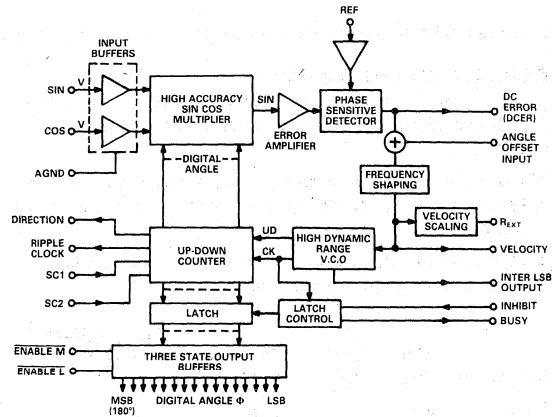 REF
INPUT
BUFFERS
SIN
V
COS
V
AGND
HIGH ACCURACY
SIN COS
MULTIPLIER
SIN
ERROR
AMPLIFIER
PHASE
SENSITIVE
DETECTOR
DC
ERROR
(DCER)
+
ANGLE
OFFSET
INPUT
DIGITAL
ANGLE
FREQUENCY
SHAPING
VELOCITY
SCALING
REXT
DIRECTION
RIPPLE
CLOCK
SC1
SC2
UP-DOWN
COUNTER
UD
CK
HIGH DYNAMIC
RANGE
V.C.O
VELOCITY
INTER LSB
OUTPUT
LATCH
LATCH
CONTROL
INHIBIT
BUSY
ENABLE M
ENABLE L
THREE STATE OUTPUT
BUFFERS
MSB
(180°)
DIGITAL ANGLE Φ
LSB